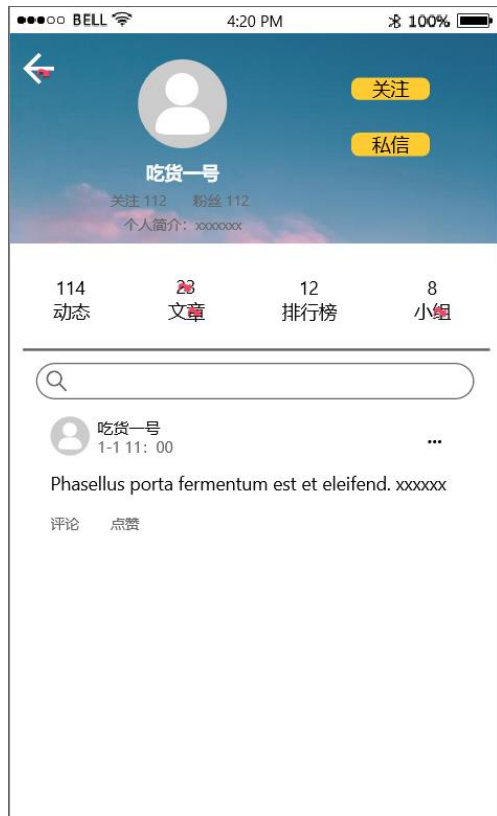 BELL 4:20 PM 100%
关注
私信
吃货一号
关注 112 粉丝 112
个人简介：xxxxxxx
114 23 12 8
动态 文章 排行榜 小组
吃货一号
1-1 11：00
Phasellus porta fermentum est et eleifend. xxxxxx
评论 点赞